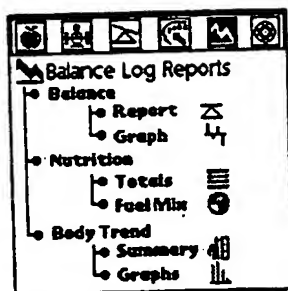 Balance Log Reports
Balance
Report
Graph
Nutrition
Totals
Fuel Mix
Body Trend
Summary
Graphs